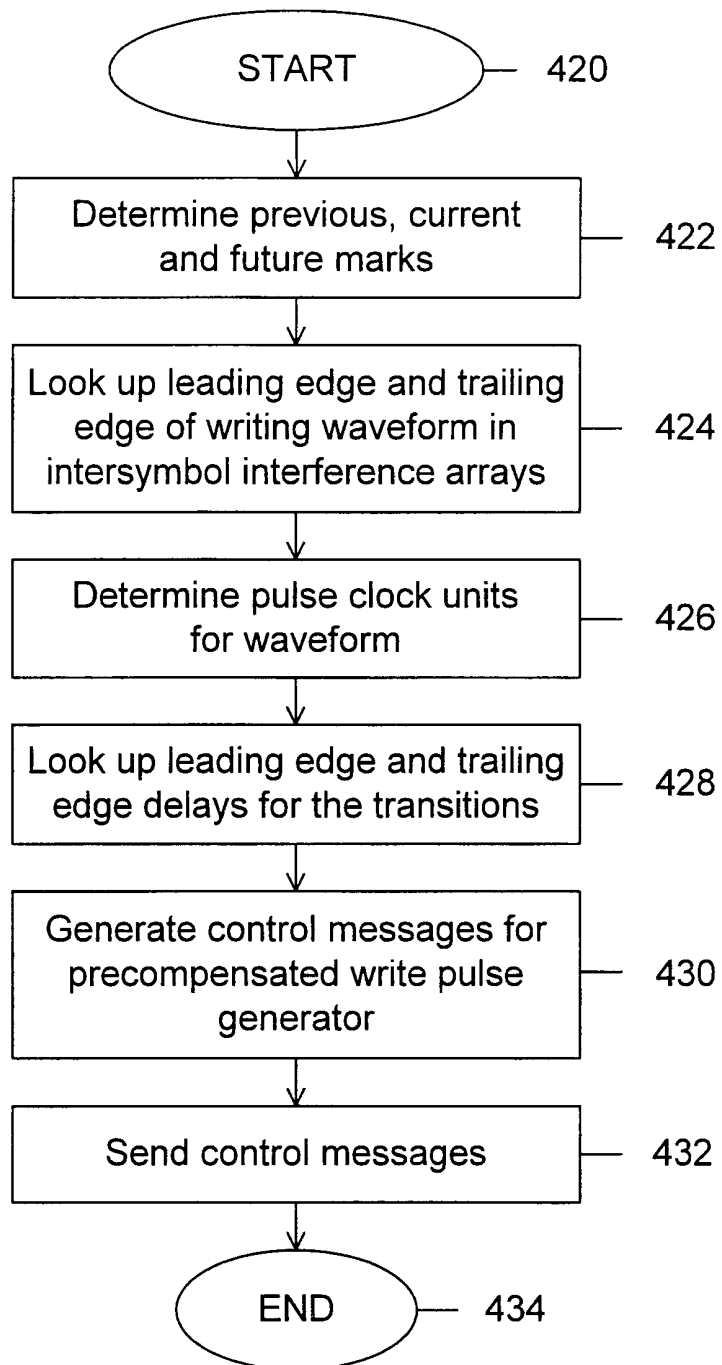 START
420
Determine previous, current
and future marks
422
Look up leading edge and trailing
edge of writing waveform in
intersymbol interference arrays
424
Determine pulse clock units
for waveform
426
Look up leading edge and trailing
edge delays for the transitions
428
Generate control messages for
precompensated write pulse
generator
430
Send control messages
432
END
434